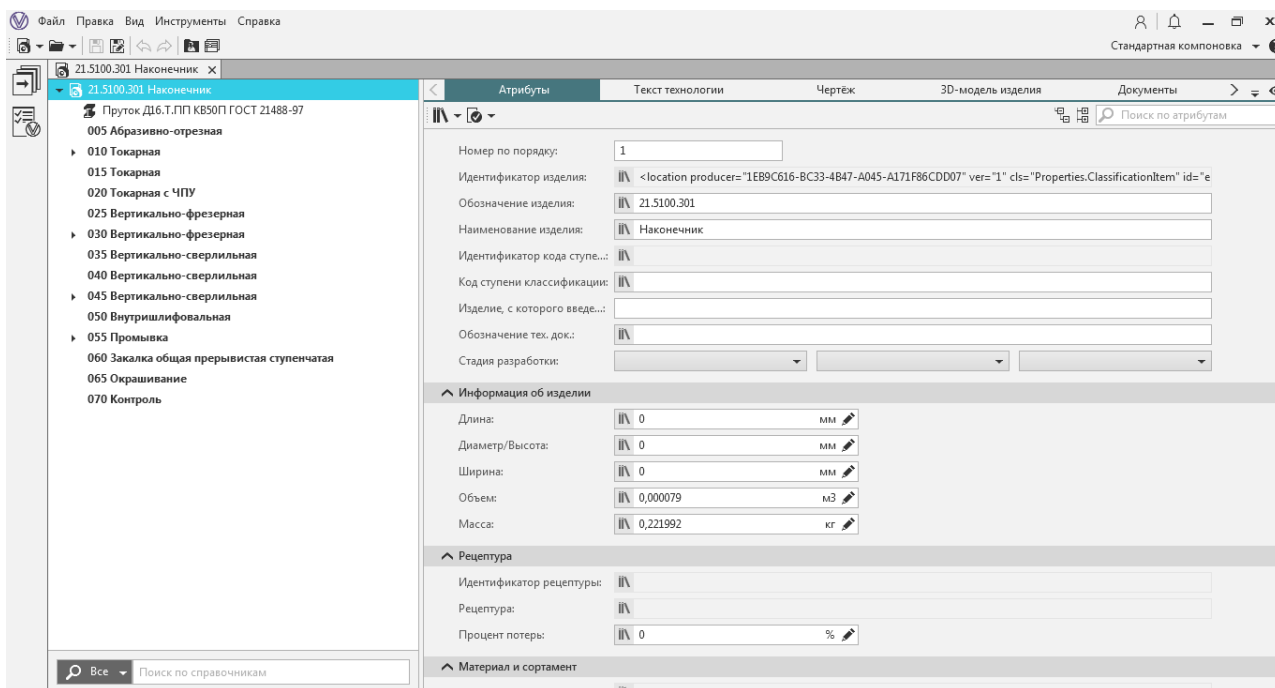 Файл Правка Вид Инструменты Справка
Стандартная компоновка
21.5100.301 Наконечник x
21.5100.301 Наконечник
Пруток Д16.Т.ПП КВ50П ГОСТ 21488-97
005 Абразивно-отрезная
010 Токарная
015 Токарная
020 Токарная с ЧПУ
025 Вертикально-фрезерная
030 Вертикально-фрезерная
035 Вертикально-сверлильная
040 Вертикально-сверлильная
045 Вертикально-сверлильная
050 Внутришлифовальная
055 Промывка
060 Закалка общая прерывистая ступенчатая
065 Окрашивание
070 Контроль
Все Поиск по справочникам
Атрибуты Текст технологии Чертёж 3D-модель изделия Документы
Поиск по атрибутам
Номер по порядку: 1
Идентификатор изделия: <location producer="1EB9C616-BC33-4B47-A045-A171F86CDD07" ver="1" cls="Properties.ClassificationItem" id="e
Обозначение изделия: 21.5100.301
Наименование изделия: Наконечник
Идентификатор кода ступе...:
Код ступени классификации:
Изделие, с которого введе...:
Обозначение тех. док.:
Стадия разработки:
Информация об изделии
Длина: 0 мм
Диаметр/Высота: 0 мм
Ширина: 0 мм
Объем: 0,000079 м3
Масса: 0,221992 кг
Рецептура
Идентификатор рецептуры:
Рецептура:
Процент потерь: 0 %
Материал и сортамент